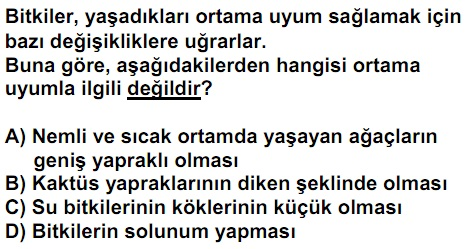 Bitkiler, yaşadıkları ortama uyum sağlamak için
bazı değişikliklere uğrarlar.
Buna göre, aşağıdakilerden hangisi ortama
uyumla ilgili değildir?
A) Nemli ve sıcak ortamda yaşayan ağaçların
geniş yapraklı olması
B) Kaktüs yapraklarının diken şeklinde olması
C) Su bitkilerinin köklerinin küçük olması
D) Bitkilerin solunum yapması